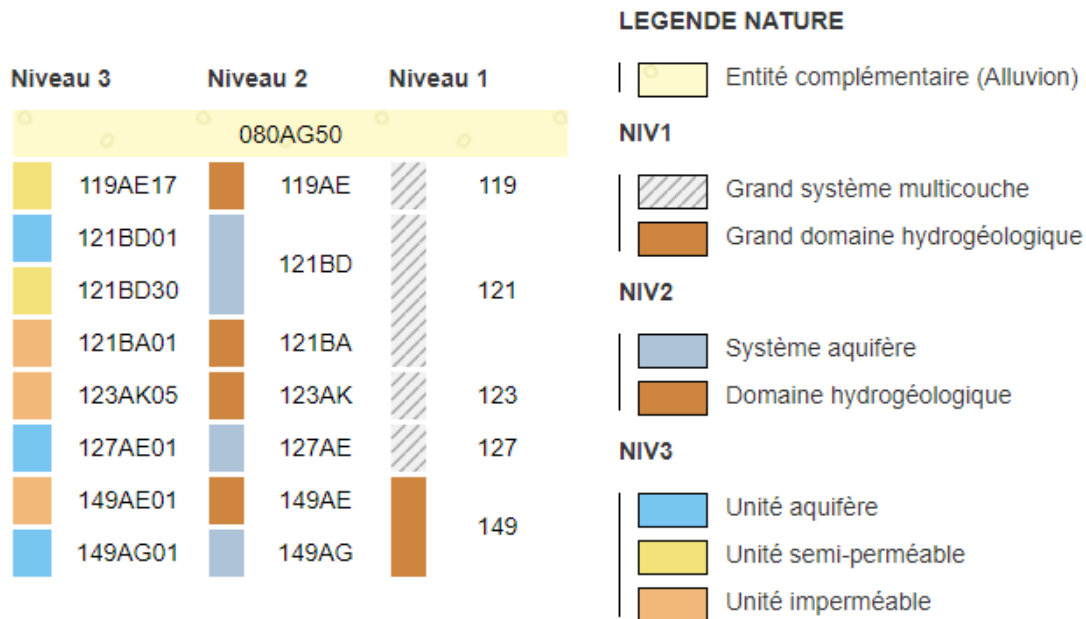 LEGENDE NATURE
Entité complémentaire (Alluvion)
NIV1
Grand système multicouche
Grand domaine hydrogéologique
NIV2
Système aquifère
Domaine hydrogéologique
NIV3
Unité aquifère
Unité semi-perméable
Unité imperméable
Niveau 3 Niveau 2 Niveau 1
080AG50
119AE17 119AE 119
121BD01
121BD
121BD30 121
121BA01 121BA
123AK05 123AK 123
127AE01 127AE 127
149AE01 149AE
149
149AG01 149AG